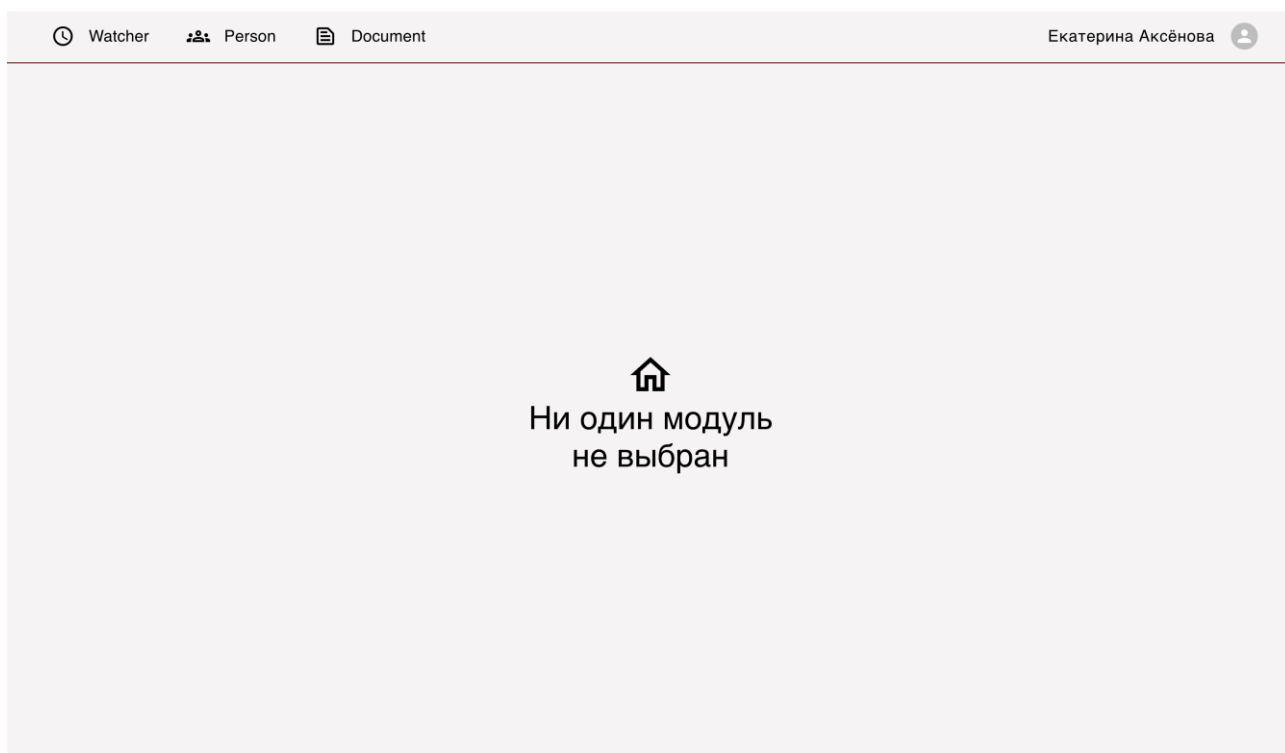 Watcher Person Document Екатерина Аксёнова
Ни один модуль
не выбран